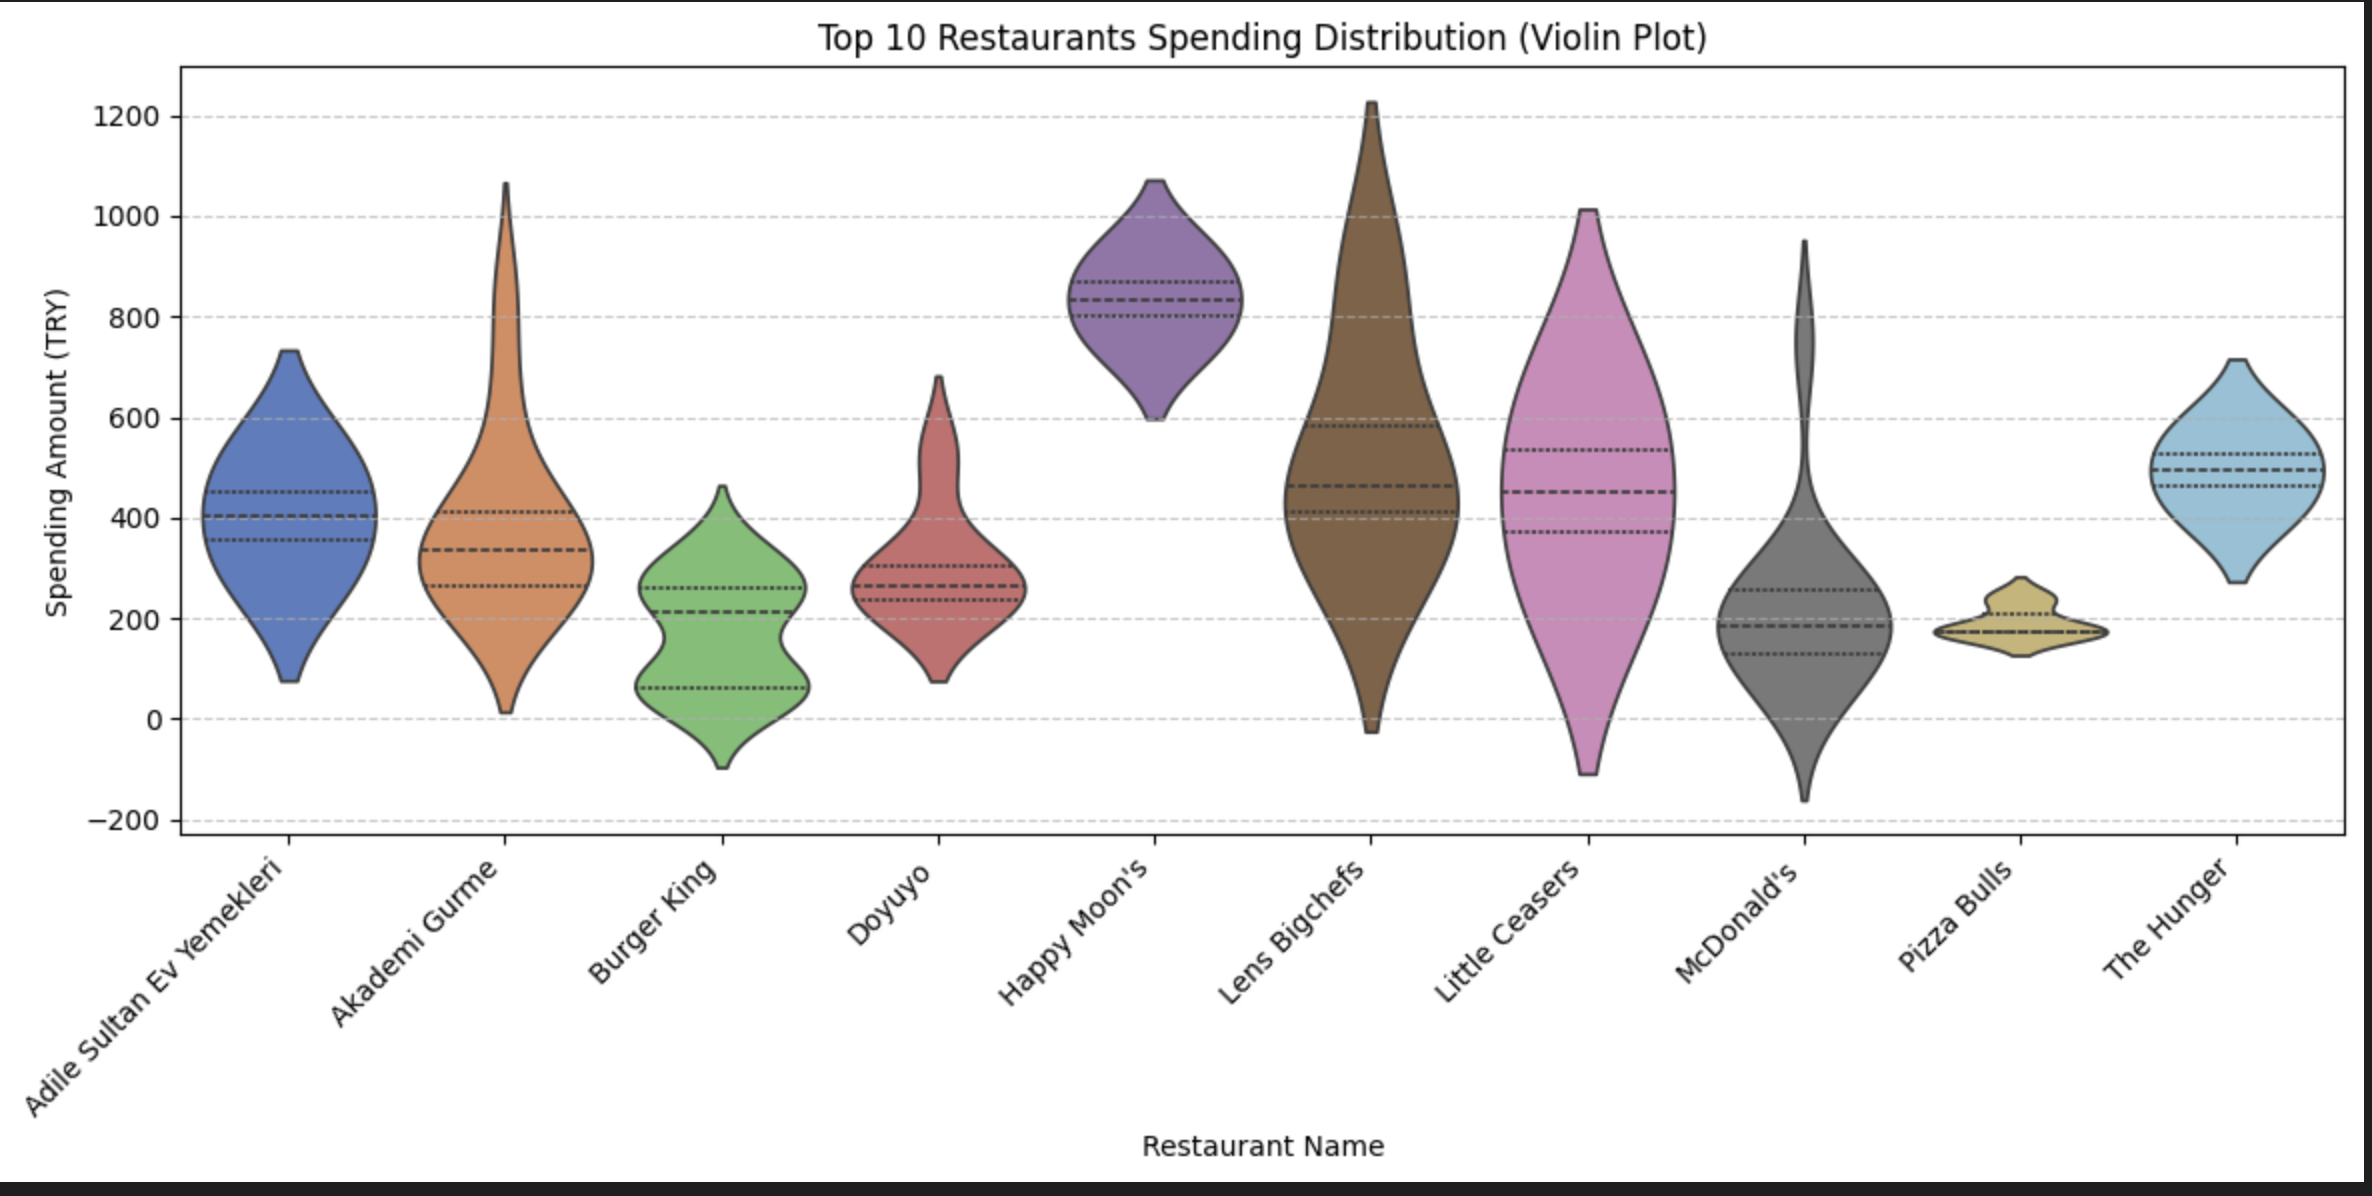 Top 10 Restaurants Spending Distribution (Violin Plot)
Spending Amount (TRY)
1200
1000
800
600
400
200
0
−200
Adile Sultan Ev Yemekleri
Akademi Gurme
Burger King
Doyuyo
Happy Moon's
Lens Bigchefs
Little Ceasers
McDonald's
Pizza Bulls
The Hunger
Restaurant Name